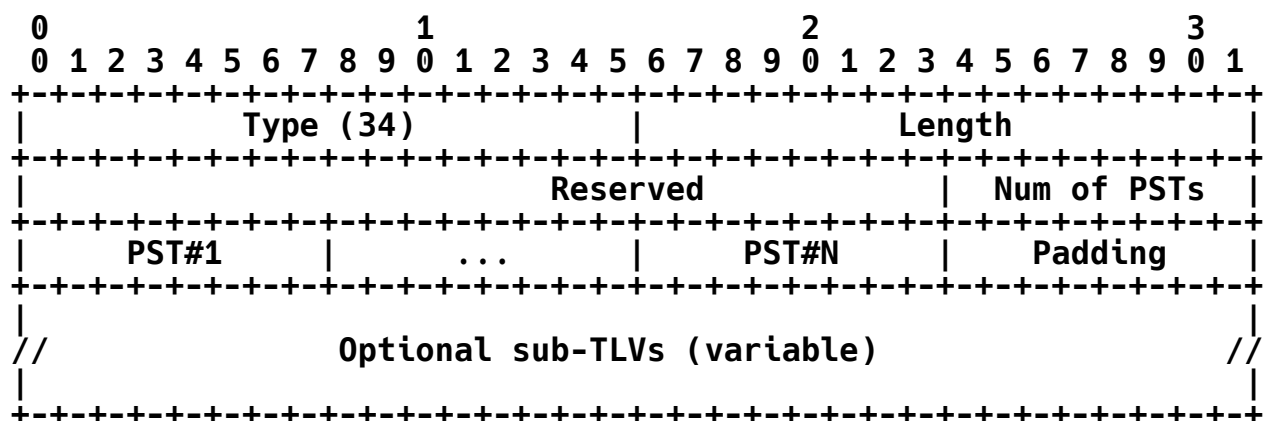 0                   1                   2                   3
 0 1 2 3 4 5 6 7 8 9 0 1 2 3 4 5 6 7 8 9 0 1 2 3 4 5 6 7 8 9 0 1
+-+-+-+-+-+-+-+-+-+-+-+-+-+-+-+-+-+-+-+-+-+-+-+-+-+-+-+-+-+-+-+-+
|           Type (34)           |             Length            |
+-+-+-+-+-+-+-+-+-+-+-+-+-+-+-+-+-+-+-+-+-+-+-+-+-+-+-+-+-+-+-+-+
|                           Reserved            |  Num of PSTs  |
+-+-+-+-+-+-+-+-+-+-+-+-+-+-+-+-+-+-+-+-+-+-+-+-+-+-+-+-+-+-+-+-+
|     PST#1     |      ...      |     PST#N     |    Padding    |
+-+-+-+-+-+-+-+-+-+-+-+-+-+-+-+-+-+-+-+-+-+-+-+-+-+-+-+-+-+-+-+-+
|                                                               |
//                Optional sub-TLVs (variable)                 //
|                                                               |
+-+-+-+-+-+-+-+-+-+-+-+-+-+-+-+-+-+-+-+-+-+-+-+-+-+-+-+-+-+-+-+-+